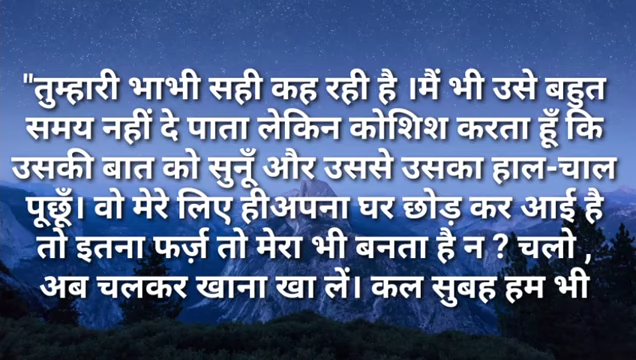 "तुम्हारी भाभी सही कह रही है ।मैं भी उसे बहुत
समय नहीं दे पाता लेकिन कोशिश करता हूँ कि
उसकी बात को सुनूँ और उससे उसका हाल-चाल
पूछूँ। वो मेरे लिए हीअपना घर छोड़ कर आई है
तो इतना फर्ज़ तो मेरा भी बनता है न ? चलो ,
अब चलकर खाना खा लें। कल सुबह हम भी